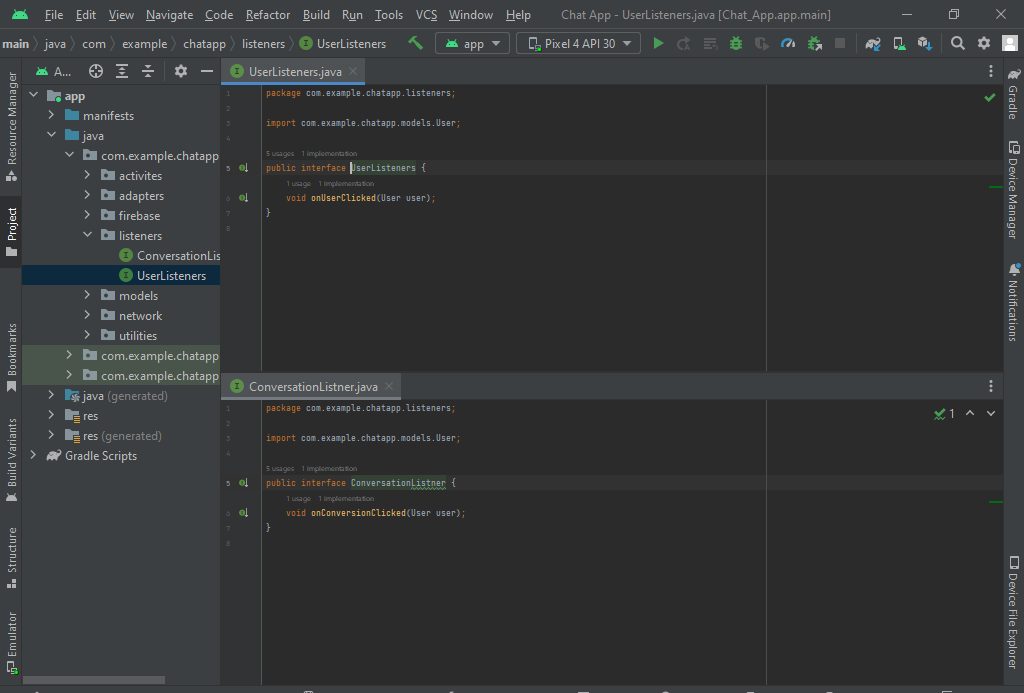 File Edit View Navigate Code Refactor Build Run Tools VCS Window Help Chat App - UserListeners.java [Chat_App.app.main]
main java com example chatapp listeners UserListeners app Pixel 4 API 30
A... UserListeners.java
Resource Manager
Project
Bookmarks
Build Variants
Structure
Emulator
app
manifests
java
com.example.chatapp
activites
adapters
firebase
listeners
ConversationLis
UserListeners
models
network
utilities
com.example.chatapp
com.example.chatapp
java (generated)
res
res (generated)
Gradle Scripts
1 package com.example.chatapp.listeners;
2
3 import com.example.chatapp.models.User;
4
5 usages 1 implementation
5 public interface UserListeners {
1 usage 1 implementation
6 void onUserClicked(User user);
7 }
8
ConversationListner.java
1 package com.example.chatapp.listeners;
2
3 import com.example.chatapp.models.User;
4
5 usages 1 implementation
5 public interface ConversationListner {
1 usage 1 implementation
6 void onConversionClicked(User user);
7 }
8
1
Gradle
Device Manager
Notifications
Device File Explorer